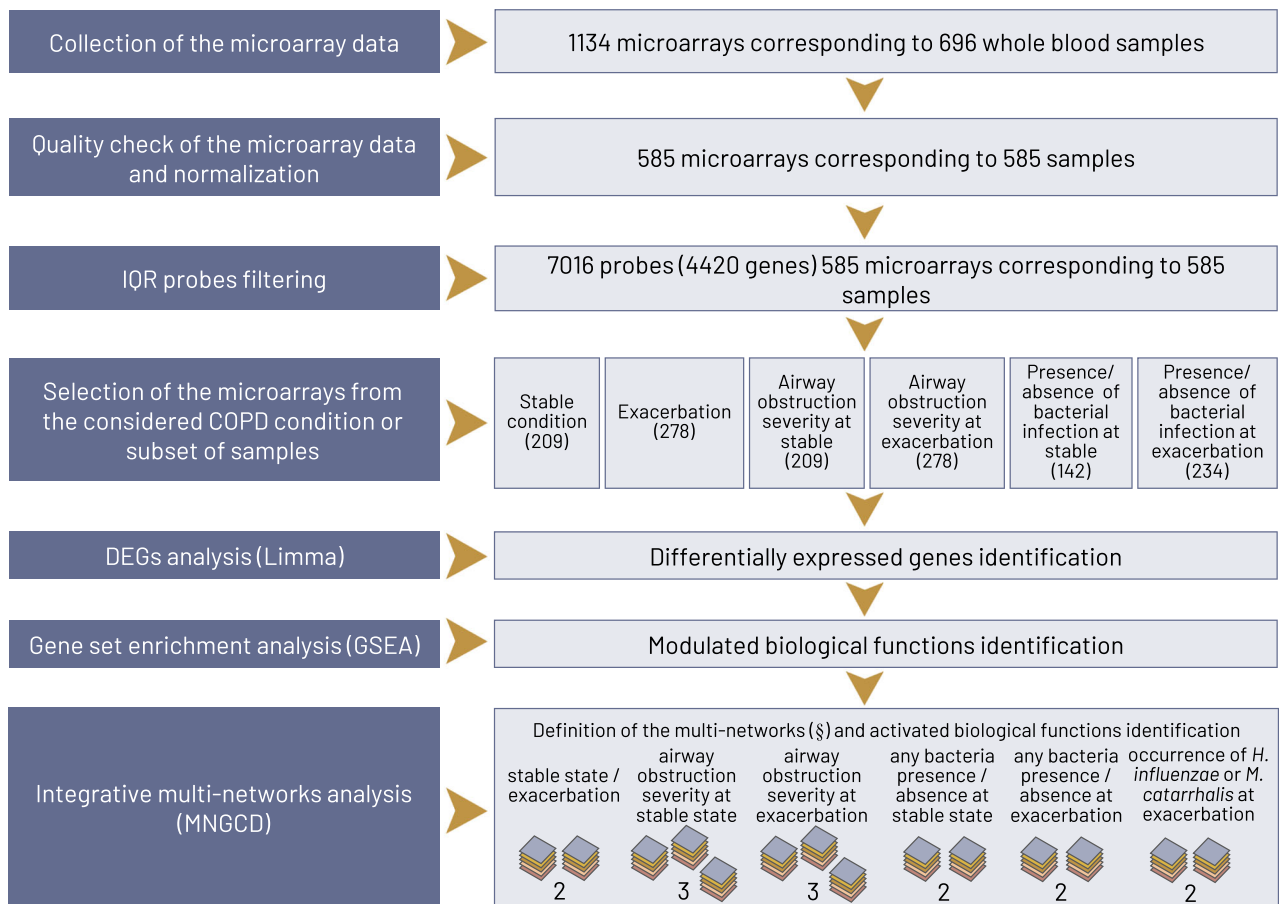 Collection of the microarray data
1134 microarrays corresponding to 696 whole blood samples
Quality check of the microarray data
and normalization
585 microarrays corresponding to 585 samples
IQR probes filtering
7016 probes (4420 genes) 585 microarrays corresponding to 585
samples
Selection of the microarrays from
the considered COPD condition or
subset of samples
Stable
condition
(209)
Exacerbation
(278)
Airway
obstruction
severity at
stable
(209)
Airway
obstruction
severity at
exacerbation
(278)
Presence/
absence of
bacterial
infection at
stable
(142)
Presence/
absence of
bacterial
infection at
exacerbation
(234)
DEGs analysis (Limma)
Differentially expressed genes identification
Gene set enrichment analysis (GSEA)
Modulated biological functions identification
Integrative multi-networks analysis
(MNGCD)
Definition of the multi-networks (§) and activated biological functions identification
stable state /
exacerbation
2
airway
obstruction
severity at
stable state
3
airway
obstruction
severity at
exacerbation
3
any bacteria
presence /
absence at
stable state
2
any bacteria
presence /
absence at
exacerbation
2
occurrence of H.
influenzae or M.
catarrhalis at
exacerbation
2